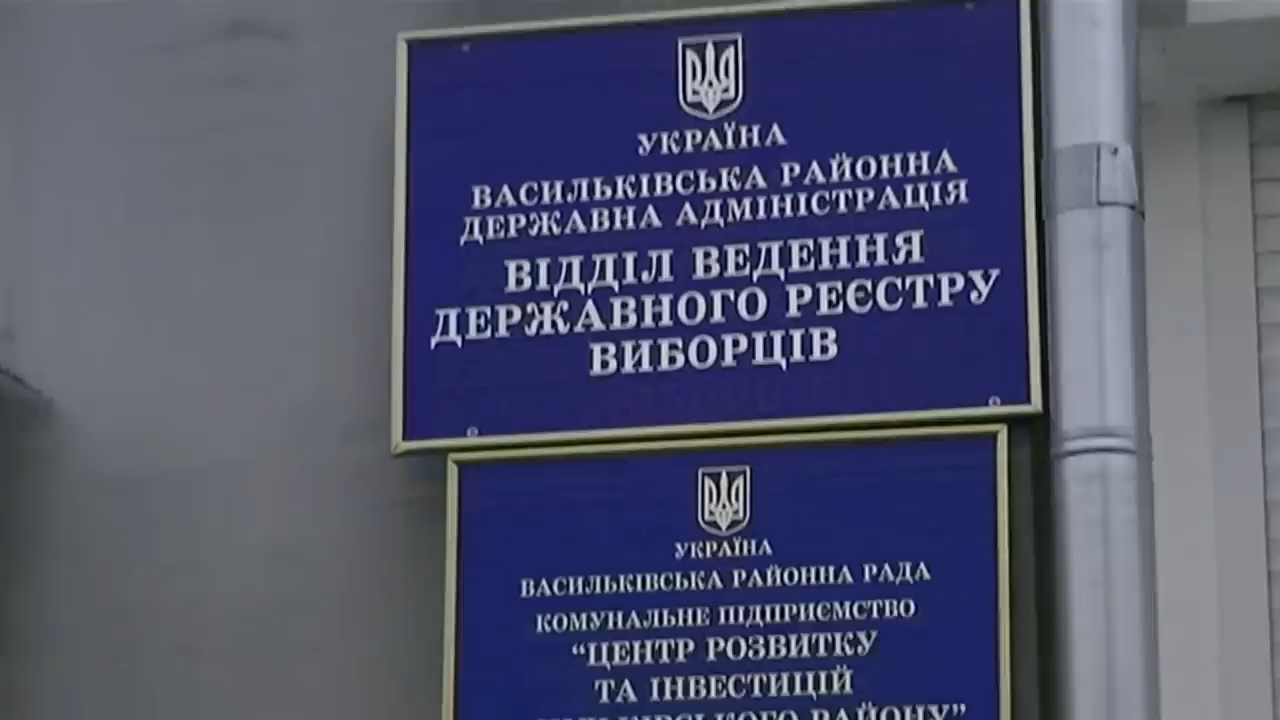 УКРАЇНА
ВАСИЛЬКІВСЬКА РАЙОННА
ДЕРЖАВНА АДМІНІСТРАЦІЯ
ВІДДІЛ ВЕДЕННЯ
ДЕРЖАВНОГО РЕЄСТРУ
ВИБОРЦІВ
УКРАЇНА
ВАСИЛЬКІВСЬКА РАЙОННА РАДА
КОМУНАЛЬНЕ ПІДПРИЄМСТВО
“ЦЕНТР РОЗВИТКУ
ТА ІНВЕСТИЦІЙ
РАЙОНУ”